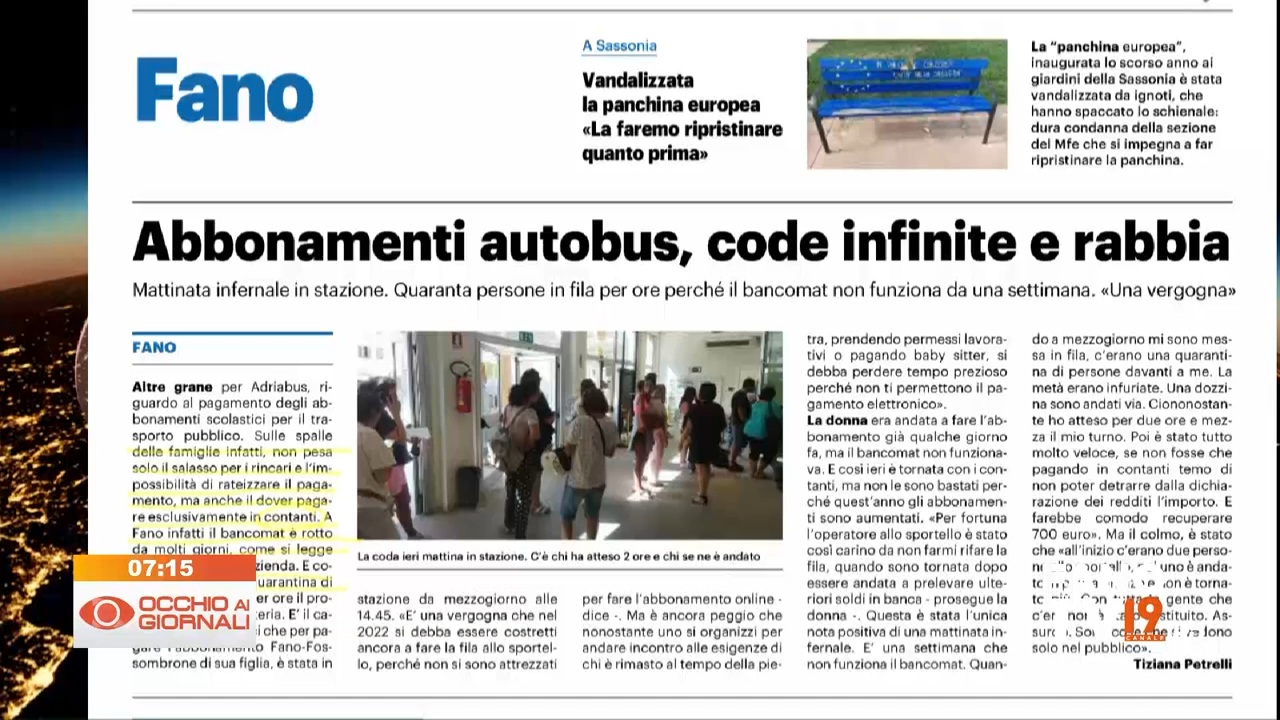 Fano
A Sassonia
Vandalizzata
la panchina europea
«La faremo ripristinare
quanto prima»
La “panchina europea”,
inaugurata lo scorso anno ai
giardini della Sassonia è stata
vandalizzata da ignoti, che
hanno spaccato lo schienale:
dura condanna della sezione
del Mfe che si impegna a far
ripristinare la panchina.
Abbonamenti autobus, code infinite e rabbia
Mattinata infernale in stazione. Quaranta persone in fila per ore perché il bancomat non funziona da una settimana. «Una vergogna»
FANO
Altre grane per Adriabus, ri-
guardo al pagamento degli ab-
bonamenti scolastici per il tra-
sporto pubblico. Sulle spalle
delle famiglie infatti, non pesa
solo il salasso per i rincari e l’im-
possibilità di rateizzare il paga-
mento, ma anche il dover paga-
re esclusivamente in contanti. A
Fano infatti il bancomat è rotto
da molti giorni, come si legge
zienda. E co-
uarantina di
er ore il pro-
teria. E’ il ca-
i che per pa-
gare l’abbonamento Fano-Fos-
sombrone di sua figlia, è stata in
La coda ieri mattina in stazione. C’è chi ha atteso 2 ore e chi se ne è andato
stazione da mezzogiorno alle
14.45. «E’ una vergogna che nel
2022 si debba essere costretti
ancora a fare la fila allo sportel-
lo, perché non si sono attrezzati
per fare l’abbonamento online -
dice -. Ma è ancora peggio che
nonostante uno si organizzi per
andare incontro alle esigenze di
chi è rimasto al tempo della pie-
tra, prendendo permessi lavora-
tivi o pagando baby sitter, si
debba perdere tempo prezioso
perché non ti permettono il pa-
gamento elettronico».
La donna era andata a fare l’ab-
bonamento già qualche giorno
fa, ma il bancomat non funziona-
va. E così ieri è tornata con i con-
tanti, ma non le sono bastati per-
ché quest’anno gli abbonamen-
ti sono aumentati. «Per fortuna
l’operatore allo sportello è stato
così carino da non farmi rifare la
fila, quando sono tornata dopo
essere andata a prelevare ulte-
riori soldi in banca - prosegue la
donna -. Questa è stata l’unica
nota positiva di una mattinata in-
fernale. E’ una settimana che
non funziona il bancomat. Quan-
do a mezzogiorno mi sono mes-
sa in fila, c’erano una quaranti-
na di persone davanti a me. La
metà erano infuriate. Una dozzi-
na sono andati via. Ciononostan-
te ho atteso per due ore e mez-
za il mio turno. Poi è stato tutto
molto veloce, se non fosse che
pagando in contanti temo di
non poter detrarre dalla dichia-
razione dei redditi l’importo. E
farebbe comodo recuperare
700 euro». Ma il colmo, è stato
che «all’inizio c’erano due perso-
uno è anda-
non è torna-
gente che
stituito. As-
solo nel pubblico».
Tiziana Petrelli
07:15
OCCHIO AI
GIORNALI
19
CANALE